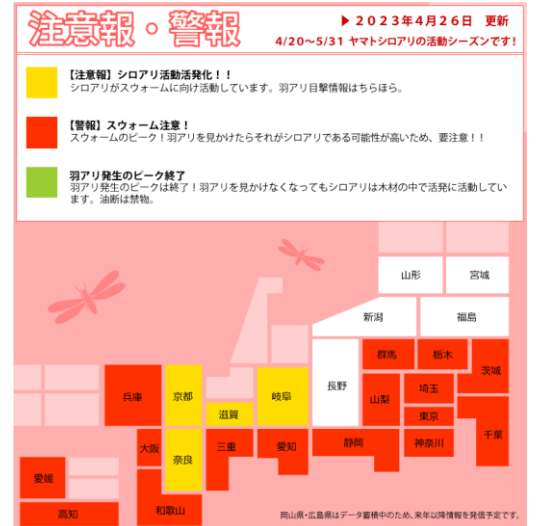 注意報・警報
▶ 2023年4月26日 更新
4/20〜5/31 ヤマトシロアリの活動シーズンです!
【注意報】シロアリ活動活発化！！
シロアリがスウォームに向け活動しています。羽アリ目撃情報はちらほら。
【警報】スウォーム注意！
スウォームのピーク！羽アリを見かけたらそれがシロアリである可能性が高いため、要注意！！
羽アリ発生のピーク終了
羽アリ発生のピークは終了！羽アリを見かけなくなってもシロアリは木材の中で活発に活動してい
ます。油断は禁物。
山形
宮城
新潟
福島
群馬
栃木
茨城
長野
兵庫
京都
岐阜
山梨
埼玉
滋賀
東京
千葉
大阪
奈良
三重
愛知
静岡
神奈川
愛媛
高知
和歌山
岡山県・広島県はデータ蓄積中のため、来年以降情報を発信予定です。